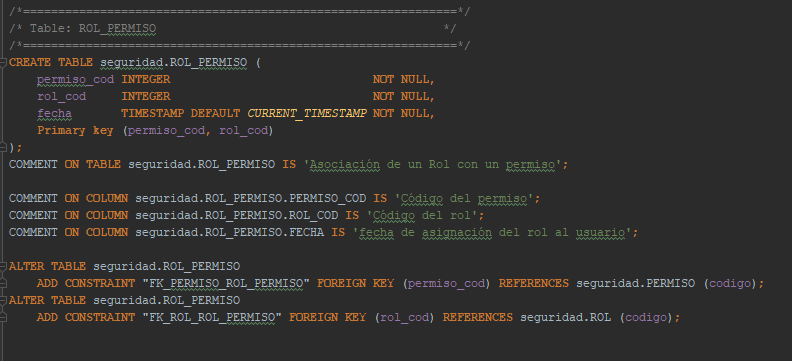 /*==============================================================*/
/* Table: ROL_PERMISO */
/*==============================================================*/
CREATE TABLE seguridad.ROL_PERMISO (
permiso_cod INTEGER NOT NULL,
rol_cod INTEGER NOT NULL,
fecha TIMESTAMP DEFAULT CURRENT_TIMESTAMP NOT NULL,
Primary key (permiso_cod, rol_cod)
);
COMMENT ON TABLE seguridad.ROL_PERMISO IS 'Asociación de un Rol con un permiso';
COMMENT ON COLUMN seguridad.ROL_PERMISO.PERMISO_COD IS 'Código del permiso';
COMMENT ON COLUMN seguridad.ROL_PERMISO.ROL_COD IS 'Código del rol';
COMMENT ON COLUMN seguridad.ROL_PERMISO.FECHA IS 'fecha de asignación del rol al usuario';
ALTER TABLE seguridad.ROL_PERMISO
ADD CONSTRAINT "FK_PERMISO_ROL_PERMISO" FOREIGN KEY (permiso_cod) REFERENCES seguridad.PERMISO (codigo);
ALTER TABLE seguridad.ROL_PERMISO
ADD CONSTRAINT "FK_ROL_ROL_PERMISO" FOREIGN KEY (rol_cod) REFERENCES seguridad.ROL (codigo);